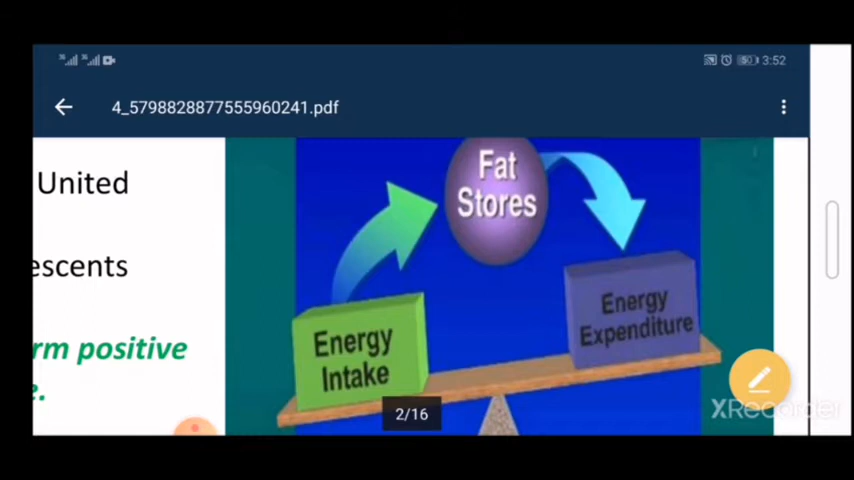 3:52
4_5798828877555960241.pdf
United
escents
rm positive
e.
Fat
Stores
Energy
Intake
Energy
Expenditure
2/16
XRecorder